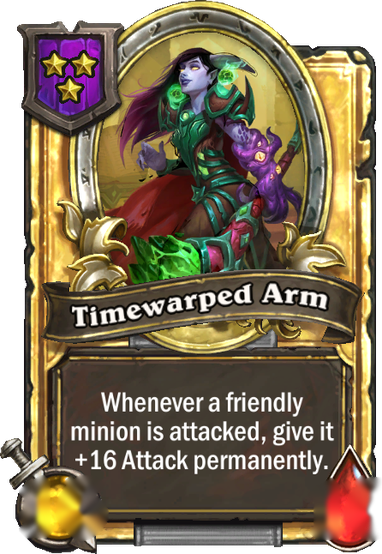 Timewarped Arm
Whenever a friendly
minion is attacked, give it
+16 Attack permanently.